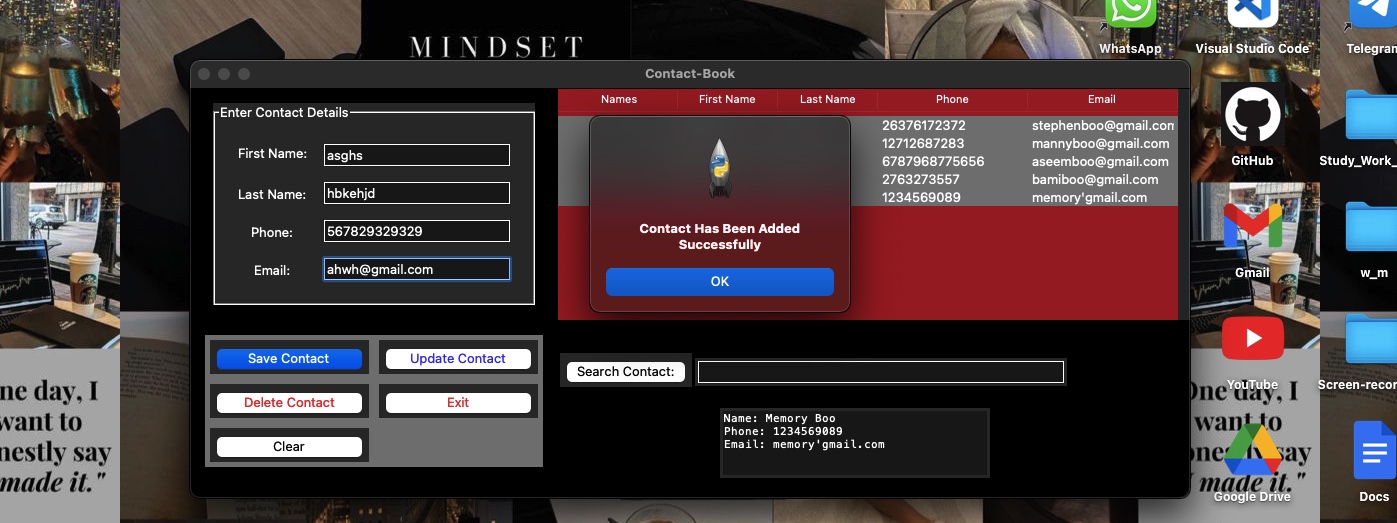 MINDSET
WhatsApp
Visual Studio Code
Telegram
Contact-Book
Enter Contact Details
First Name: asghs
Last Name: hbkehjd
Phone: 567829329329
Email: ahwh@gmail.com
Names First Name Last Name Phone Email
26376172372 stephenboo@gmail.com
12712687283 mannyboo@gmail.com
6787968775656 aseemboo@gmail.com
2763273557 bamiboo@gmail.com
1234569089 memory'gmail.com
Contact Has Been Added
Successfully
OK
GitHub
Study_Work_
Gmail
w_m
Save Contact
Update Contact
Delete Contact
Exit
Clear
Search Contact:
Name: Memory Boo
Phone: 1234569089
Email: memory'gmail.com
YouTube
Screen-recor
Google Drive
Docs
ne day, I
want to
nestly say
made it."
One day, I
want to
say
made it."